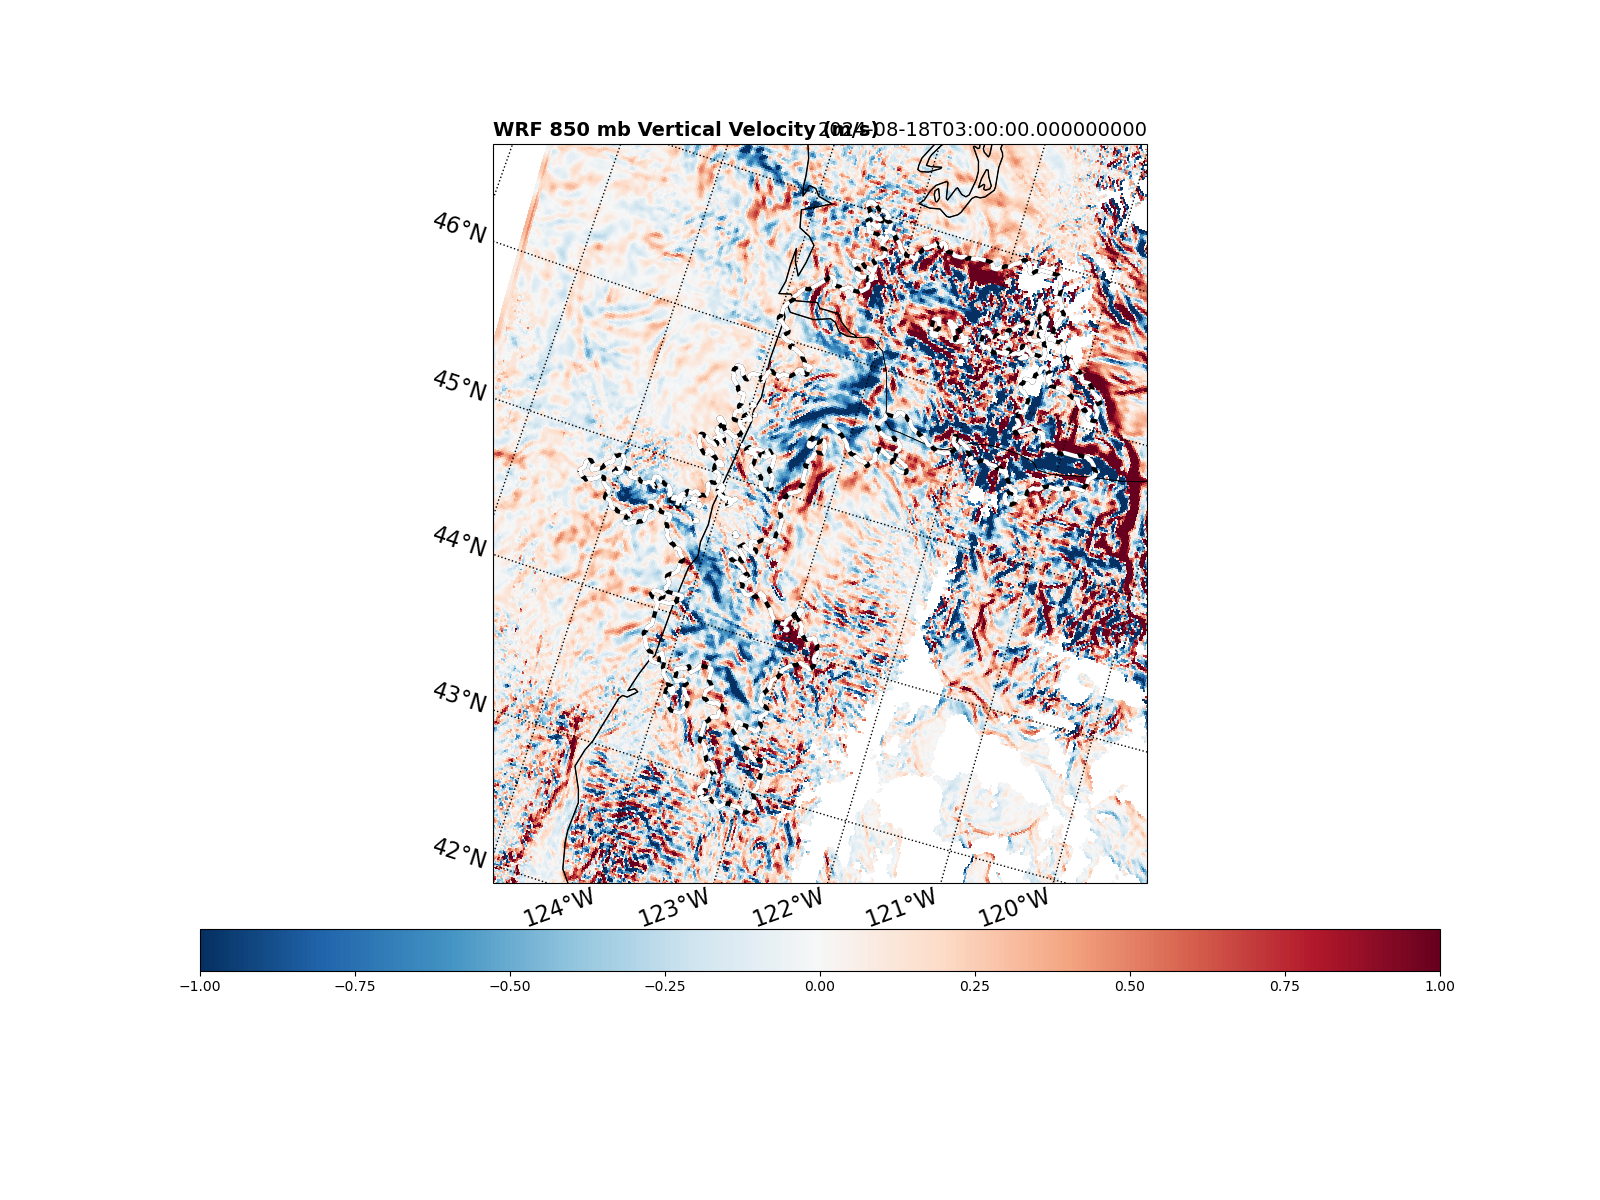 WRF 850 mb Vertical Velocity (m/s) 2024-08-18T03:00:00.000000000
46°N
45°N
44°N
43°N
42°N
124°W 123°W 122°W 121°W 120°W
−1.00 −0.75 −0.50 −0.25 0.00 0.25 0.50 0.75 1.00